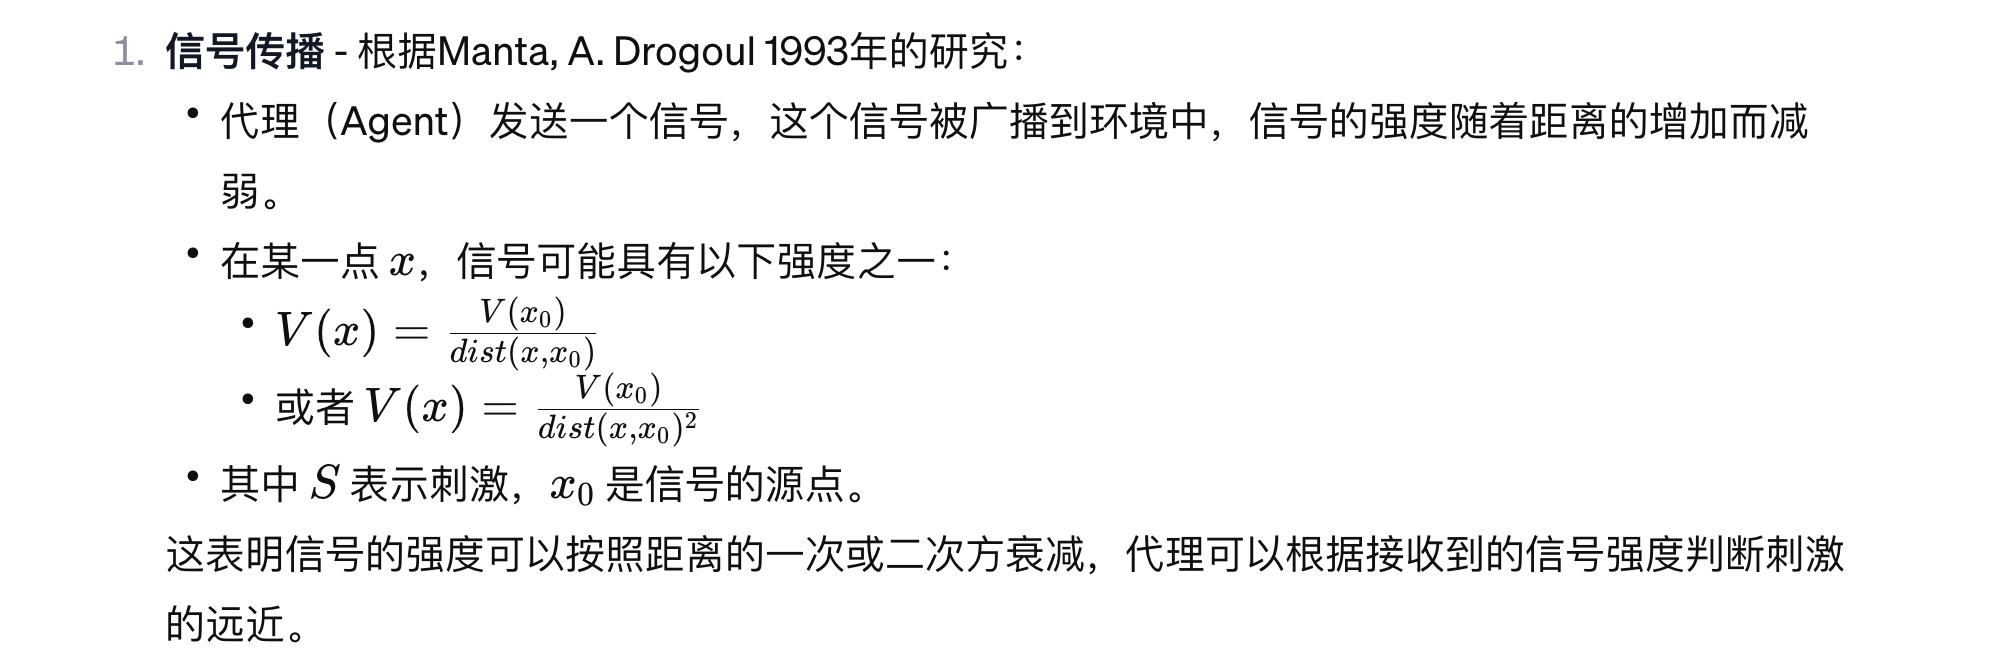 1. 信号传播 - 根据Manta, A. Drogoul 1993年的研究：
• 代理（Agent）发送一个信号，这个信号被广播到环境中，信号的强度随着距离的增加而减
弱。
• 在某一点 x，信号可能具有以下强度之一：
• V(x) = \frac{V(x_0)}{dist(x,x_0)}
• 或者 V(x) = \frac{V(x_0)}{dist(x,x_0)^2}
• 其中 S 表示刺激，x_0 是信号的源点。
这表明信号的强度可以按照距离的一次或二次方衰减，代理可以根据接收到的信号强度判断刺激
的远近。